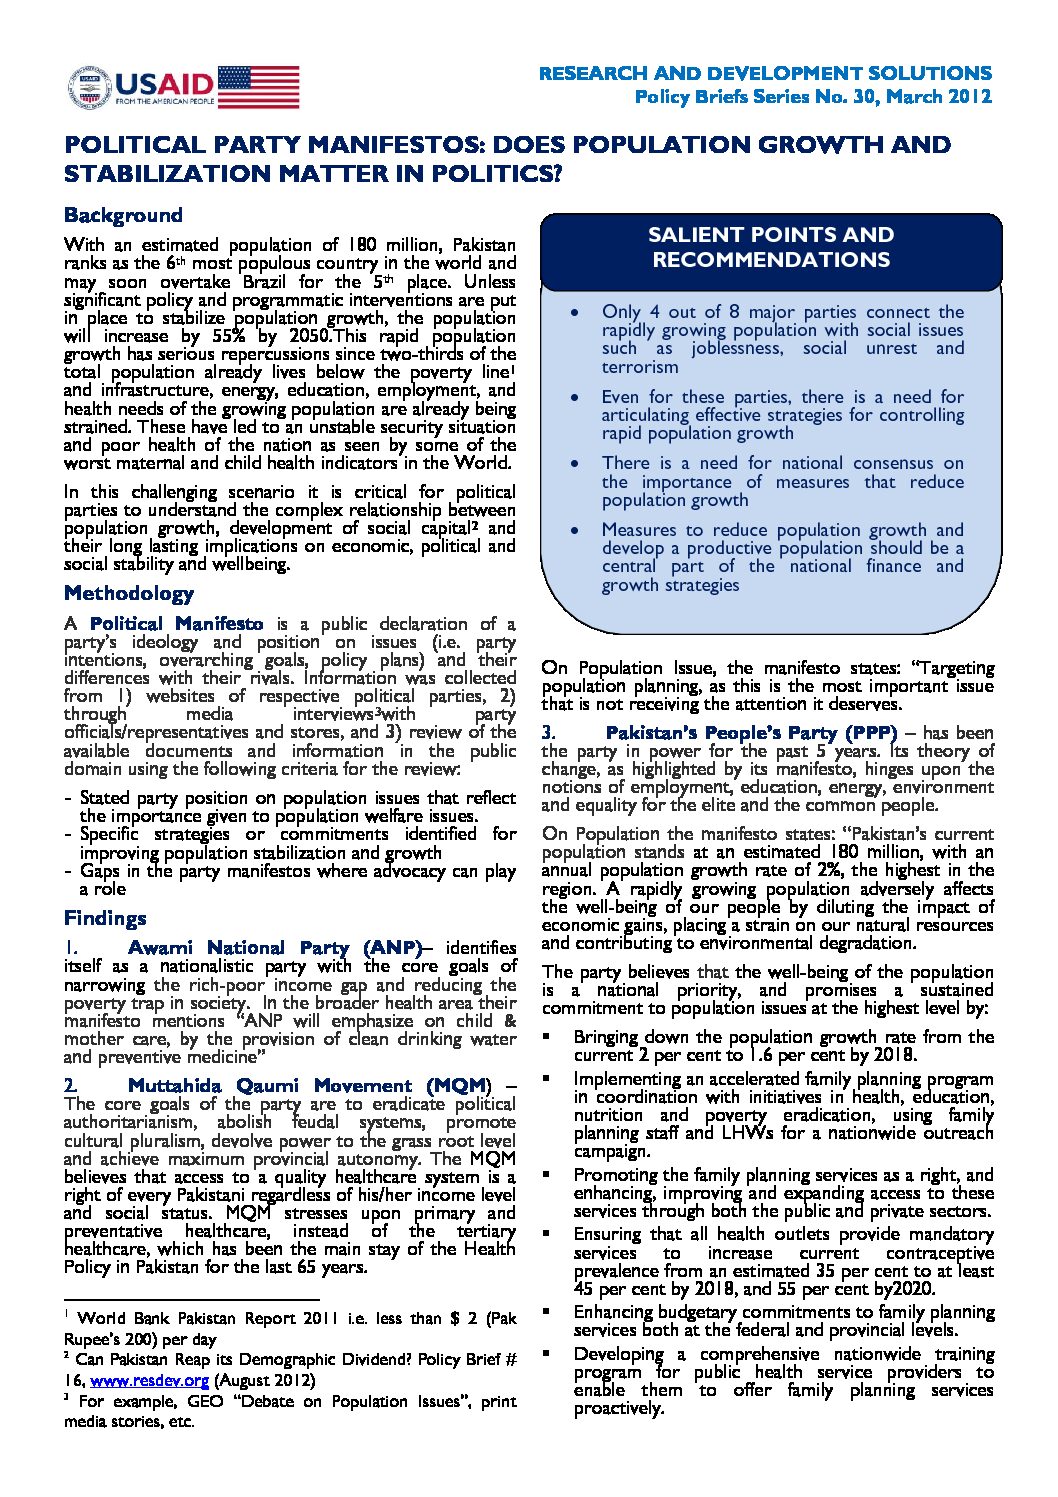 USAID
FROM THE AMERICAN PEOPLE
RESEARCH AND DEVELOPMENT SOLUTIONS
Policy Briefs Series No. 30, March 2012
POLITICAL PARTY MANIFESTOS: DOES POPULATION GROWTH AND
STABILIZATION MATTER IN POLITICS?
Background
With an estimated population of 180 million, Pakistan
ranks as the 6th most populous country in the world and
may soon overtake Brazil for the 5th place. Unless
significant policy and programmatic interventions are put
in place to stabilize population growth, the population
will increase by 55% by 2050.This rapid population
growth has serious repercussions since two-thirds of the
total population already lives below the poverty line1
and infrastructure, energy, education, employment, and
health needs of the growing population are already being
strained. These have led to an unstable security situation
and poor health of the nation as seen by some of the
worst maternal and child health indicators in the World.
In this challenging scenario it is critical for political
parties to understand the complex relationship between
population growth, development of social capital2 and
their long lasting implications on economic, political and
social stability and wellbeing.
Methodology
A Political Manifesto is a public declaration of a
party's ideology and position on issues (i.e. party
intentions, overarching goals, policy plans) and their
differences with their rivals. Information was collected
from 1) websites of respective political parties, 2)
through media interviews3with party
officials/representatives and stores, and 3) review of the
available documents and information in the public
domain using the following criteria for the review:
- Stated party position on population issues that reflect
the importance given to population welfare issues.
- Specific strategies or commitments identified for
improving population stabilization and growth
- Gaps in the party manifestos where advocacy can play
a role
Findings
1. Awami National Party (ANP)– identifies
itself as a nationalistic party with the core goals of
narrowing the rich-poor income gap and reducing the
poverty trap in society. In the broader health area their
manifesto mentions "ANP will emphasize on child &
mother care, by the provision of clean drinking water
and preventive medicine"
2. Muttahida Qaumi Movement (MQM) –
The core goals of the party are to eradicate political
authoritarianism, abolish feudal systems, promote
cultural pluralism, devolve power to the grass root level
and achieve maximum provincial autonomy. The MQM
believes that access to a quality healthcare system is a
right of every Pakistani regardless of his/her income level
and social status. MQM stresses upon primary and
preventative healthcare, instead of the tertiary
healthcare, which has been the main stay of the Health
Policy in Pakistan for the last 65 years.
1 World Bank Pakistan Report 2011 i.e. less than $ 2 (Pak
Rupee's 200) per day
2 Can Pakistan Reap its Demographic Dividend? Policy Brief #
16, www.resdev.org (August 2012)
3 For example, GEO "Debate on Population Issues", print
media stories, etc.
SALIENT POINTS AND
RECOMMENDATIONS
• Only 4 out of 8 major parties connect the
rapidly growing population with social issues
such as joblessness, social unrest and
terrorism
• Even for these parties, there is a need for
articulating effective strategies for controlling
rapid population growth
• There is a need for national consensus on
the importance of measures that reduce
population growth
• Measures to reduce population growth and
develop a productive population should be a
central part of the national finance and
growth strategies
On Population Issue, the manifesto states: "Targeting
population planning, as this is the most important issue
that is not receiving the attention it deserves.
3. Pakistan's People's Party (PPP) – has been
the party in power for the past 5 years. Its theory of
change, as highlighted by its manifesto, hinges upon the
notions of employment, education, energy, environment
and equality for the elite and the common people.
On Population the manifesto states: "Pakistan's current
population stands at an estimated 180 million, with an
annual population growth rate of 2%, the highest in the
region. A rapidly growing population adversely affects
the well-being of our people by diluting the impact of
economic gains, placing a strain on our natural resources
and contributing to environmental degradation.
The party believes that the well-being of the population
is a national priority, and promises a sustained
commitment to population issues at the highest level by:
▪ Bringing down the population growth rate from the
current 2 per cent to 1.6 per cent by 2018.
▪ Implementing an accelerated family planning program
in coordination with initiatives in health, education,
nutrition and poverty eradication, using family
planning staff and LHWs for a nationwide outreach
campaign.
▪ Promoting the family planning services as a right, and
enhancing, improving and expanding access to these
services through both the public and private sectors.
▪ Ensuring that all health outlets provide mandatory
services to increase current contraceptive
prevalence from an estimated 35 per cent to at least
45 per cent by 2018, and 55 per cent by2020.
▪ Enhancing budgetary commitments to family planning
services both at the federal and provincial levels.
▪ Developing a comprehensive nationwide training
program for public health service providers to
enable them to offer family planning services
proactively.